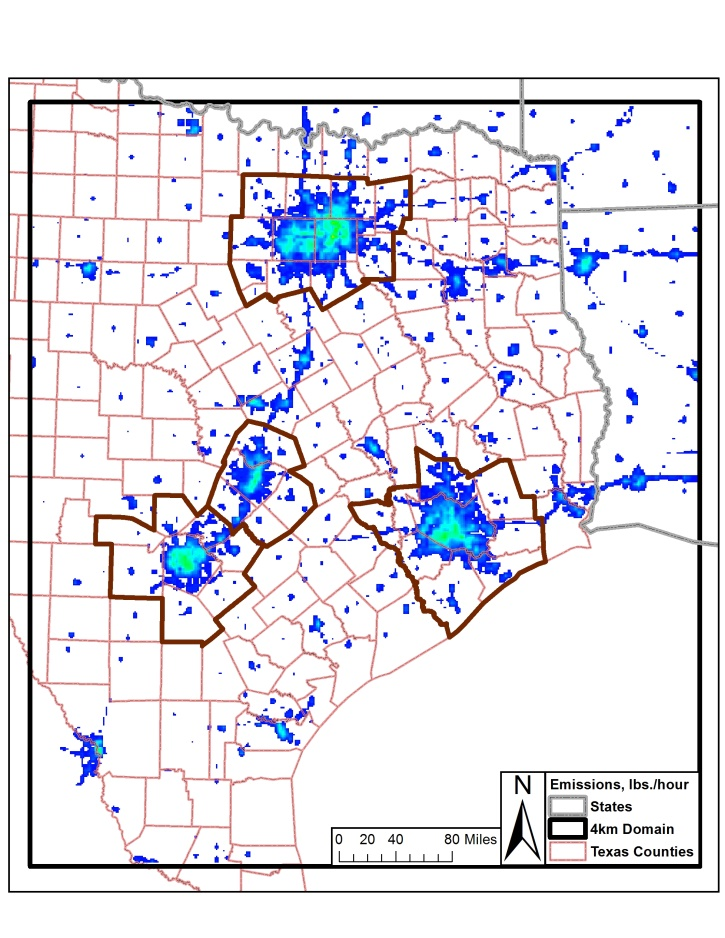 N
Emissions, lbs./hour
States
4km Domain
Texas Counties
0 20 40 80 Miles